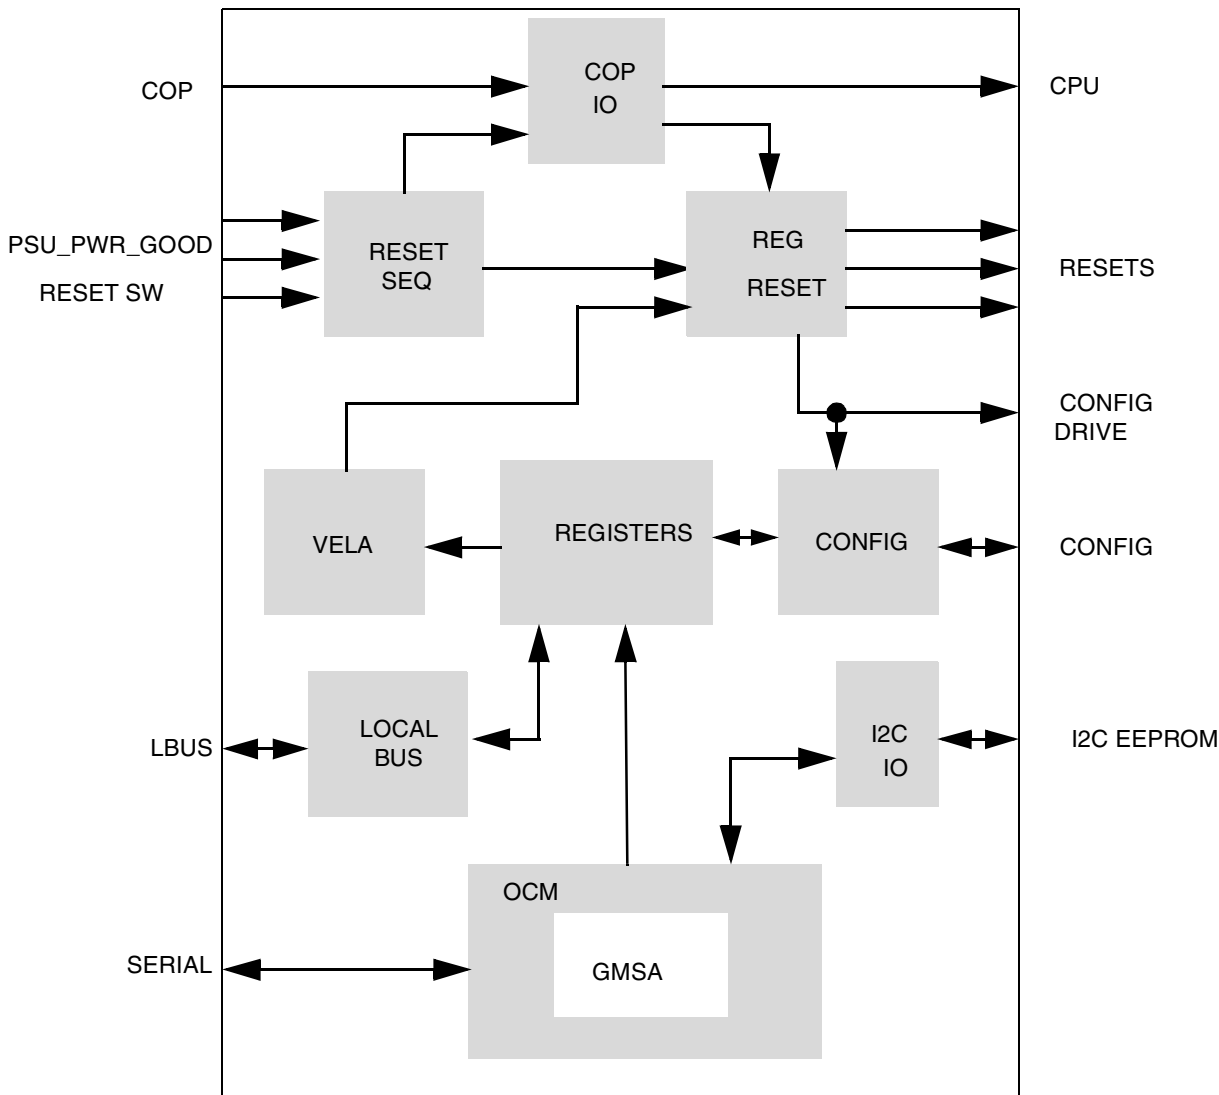 COP
COP
IO
CPU
PSU_PWR_GOOD
RESET SW
RESET
SEQ
REG
RESET
RESETS
CONFIG
DRIVE
VELA
REGISTERS
CONFIG
CONFIG
LBUS
LOCAL
BUS
I2C
IO
I2C EEPROM
OCM
SERIAL
GMSA